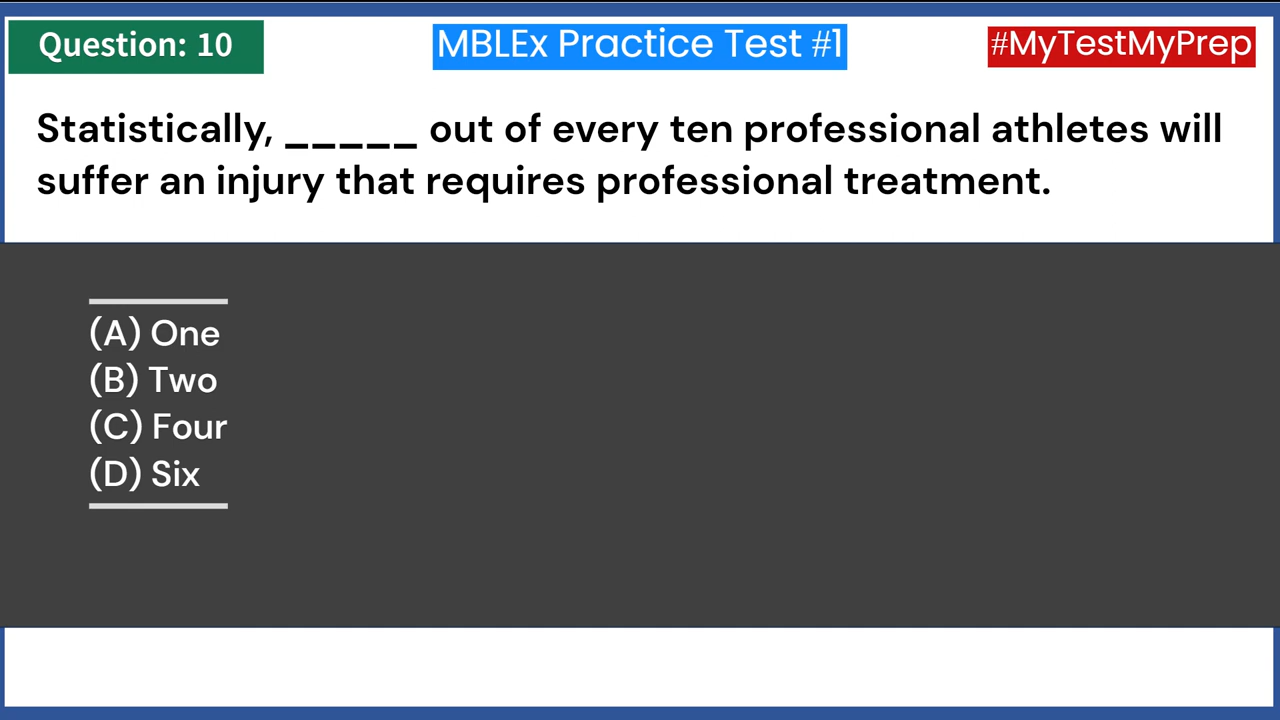 Question: 10
MBLEx Practice Test #1
#MyTestMyPrep
Statistically, _____ out of every ten professional athletes will
suffer an injury that requires professional treatment.
(A) One
(B) Two
(C) Four
(D) Six